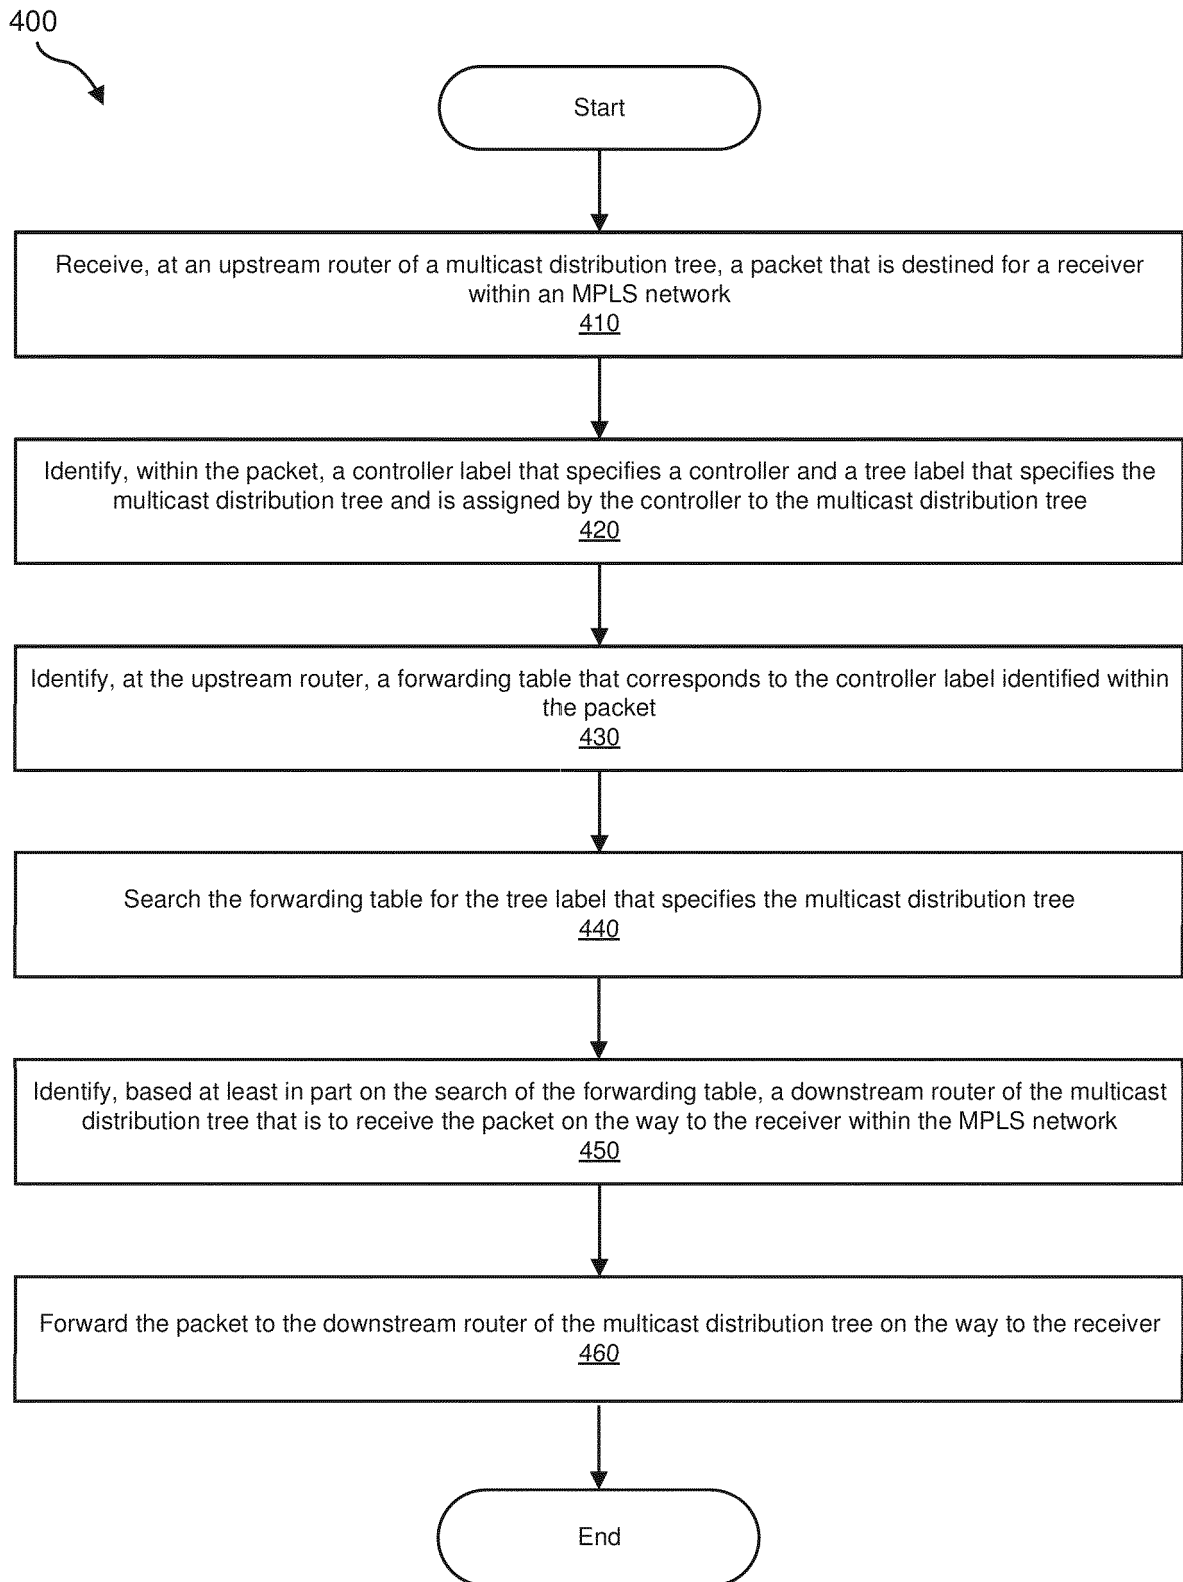 400
Start
Receive, at an upstream router of a multicast distribution tree, a packet that is destined for a receiver
within an MPLS network
410
Identify, within the packet, a controller label that specifies a controller and a tree label that specifies the
multicast distribution tree and is assigned by the controller to the multicast distribution tree
420
Identify, at the upstream router, a forwarding table that corresponds to the controller label identified within
the packet
430
Search the forwarding table for the tree label that specifies the multicast distribution tree
440
Identify, based at least in part on the search of the forwarding table, a downstream router of the multicast
distribution tree that is to receive the packet on the way to the receiver within the MPLS network
450
Forward the packet to the downstream router of the multicast distribution tree on the way to the receiver
460
End